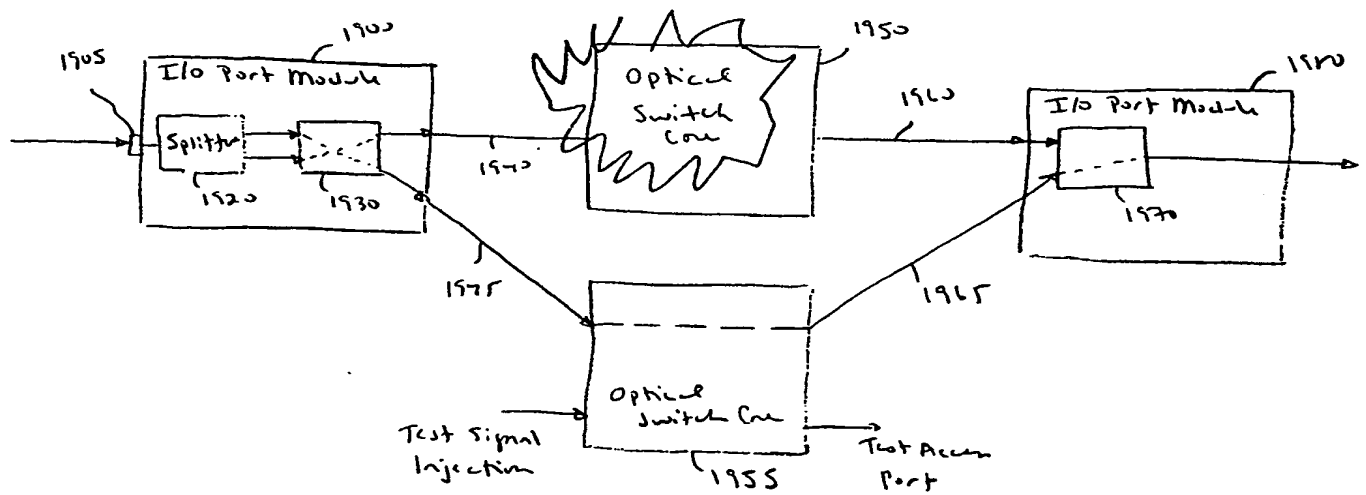 1905
1900
I/O Port Module
Splitter
1920
1930
1940
1945
1950
Optical
Switch
Core
1960
1980
I/O Port Module
1970
1965
Optical
Switch Core
1955
Test Signal
Injection
Test Access
Port